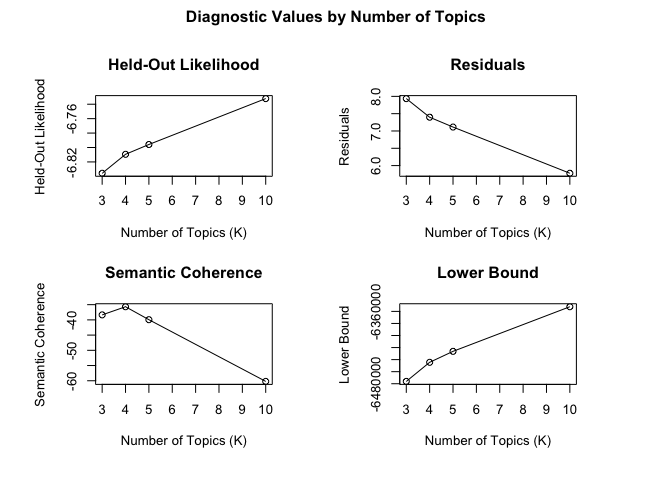 Diagnostic Values by Number of Topics
Held-Out Likelihood
Held-Out Likelihood
-6.76
-6.82
3 4 5 6 7 8 9 10
Number of Topics (K)
Residuals
Residuals
8.0
7.0
6.0
3 4 5 6 7 8 9 10
Number of Topics (K)
Semantic Coherence
Semantic Coherence
-40
-50
-60
3 4 5 6 7 8 9 10
Number of Topics (K)
Lower Bound
Lower Bound
-6360000
-6480000
3 4 5 6 7 8 9 10
Number of Topics (K)